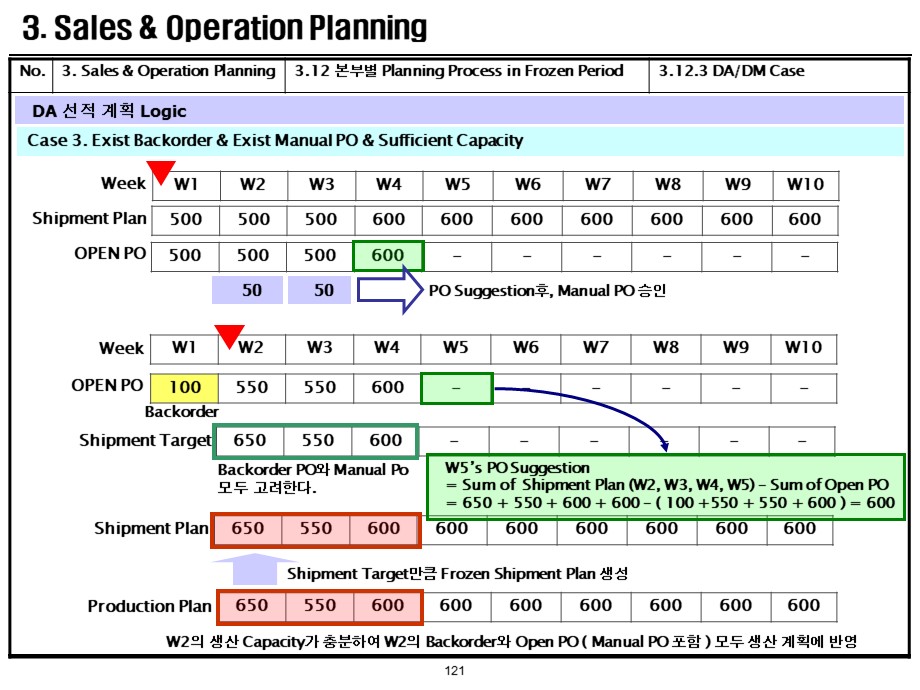 3. Sales & Operation Planning
No. 3. Sales & Operation Planning 3.12 본부별 Planning Process in Frozen Period 3.12.3 DA/DM Case
DA 선적 계획 Logic
Case 3. Exist Backorder & Exist Manual PO & Sufficient Capacity
Week W1 W2 W3 W4 W5 W6 W7 W8 W9 W10
Shipment Plan 500 500 500 600 600 600 600 600 600 600
OPEN PO 500 500 500 600 – – – – – –
50 50 PO Suggestion후, Manual PO 승인
Week W1 W2 W3 W4 W5 W6 W7 W8 W9 W10
OPEN PO 100 550 550 600 – – – – – –
Backorder
Shipment Target 650 550 600 – – – – – –
Backorder PO와 Manual Po
모두 고려한다.
W5's PO Suggestion
= Sum of Shipment Plan (W2, W3, W4, W5) – Sum of Open PO
= 650 + 550 + 600 + 600 – ( 100 +550 + 550 + 600 ) = 600
Shipment Plan 650 550 600 600 600 600 600 600 600
Shipment Target만큼 Frozen Shipment Plan 생성
Production Plan 650 550 600 600 600 600 600 600 600
W2의 생산 Capacity가 충분하여 W2의 Backorder와 Open PO ( Manual PO 포함 ) 모두 생산 계획에 반영
121